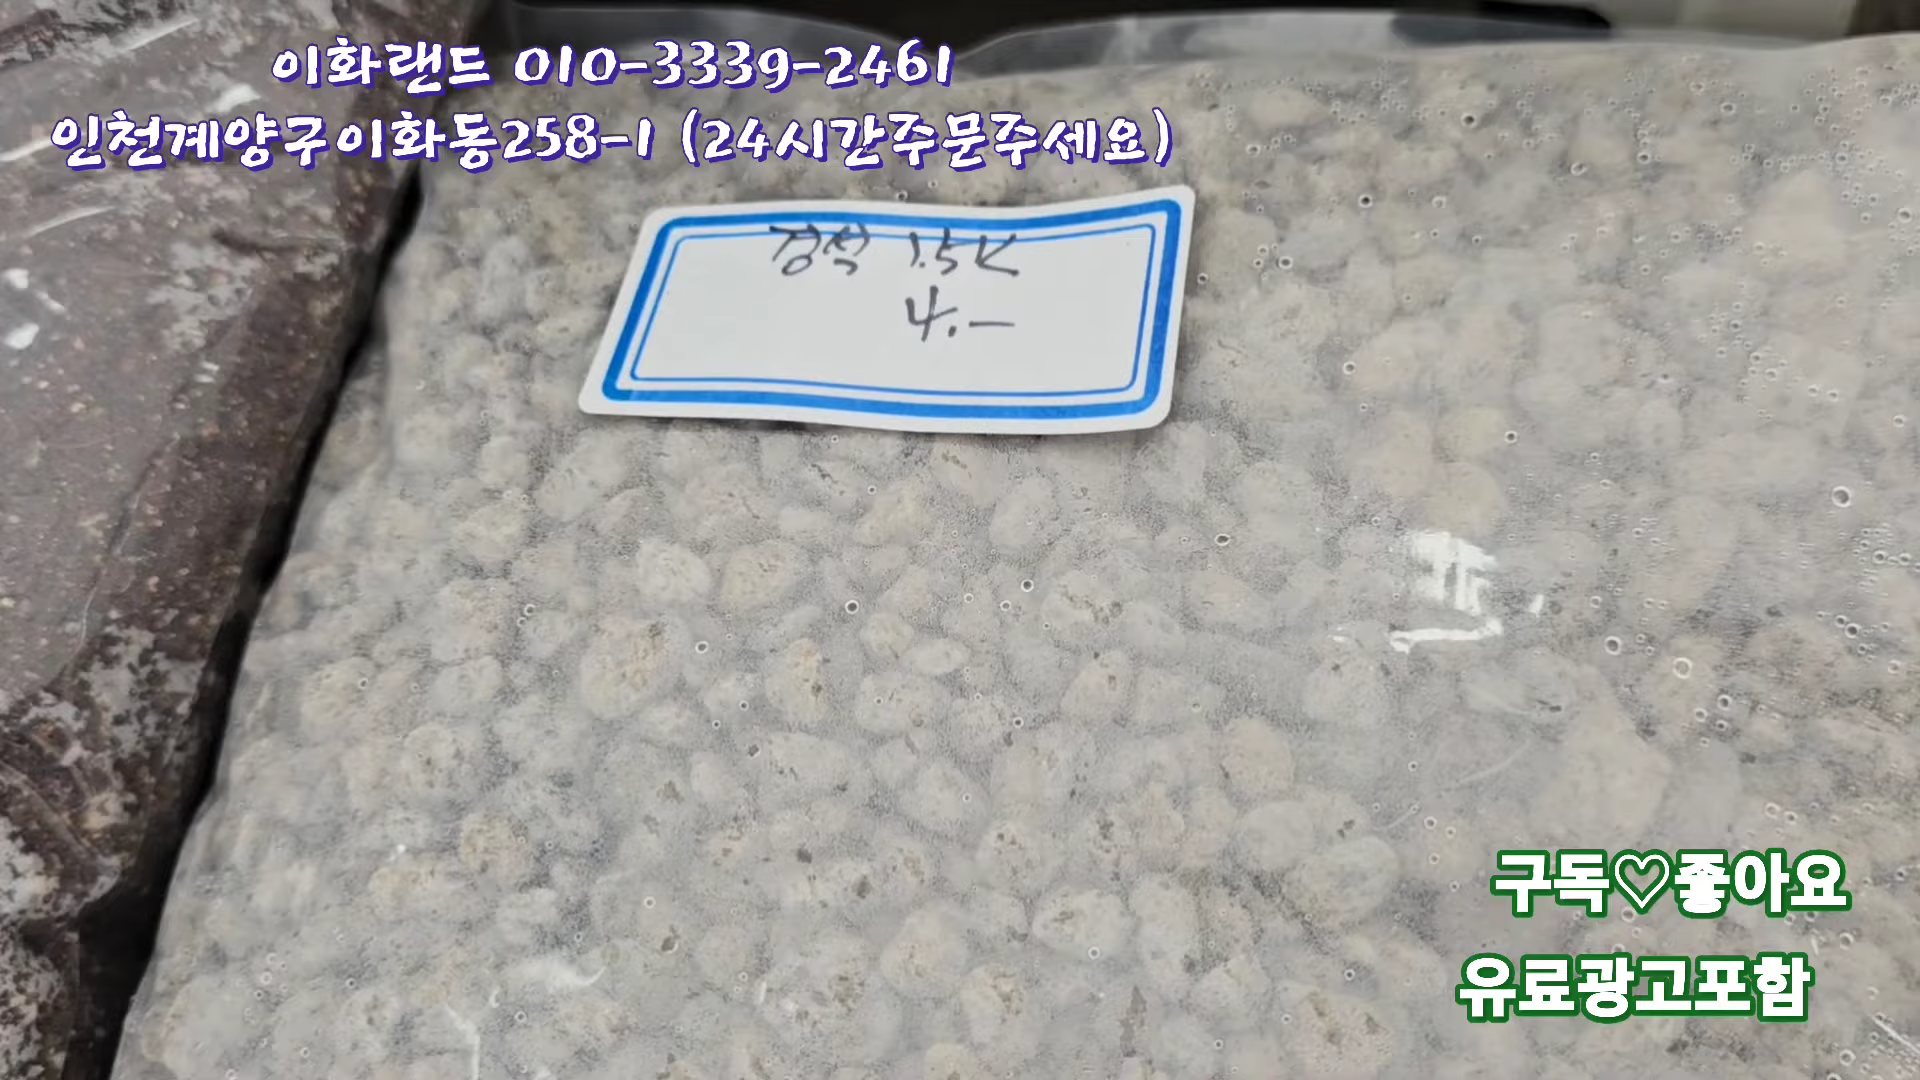 이화랜드 010-3339-2461
인천계양구이화동258-1 (24시간주문주세요)
경석 1.5K
4.-
구독♡좋아요
유료광고포함